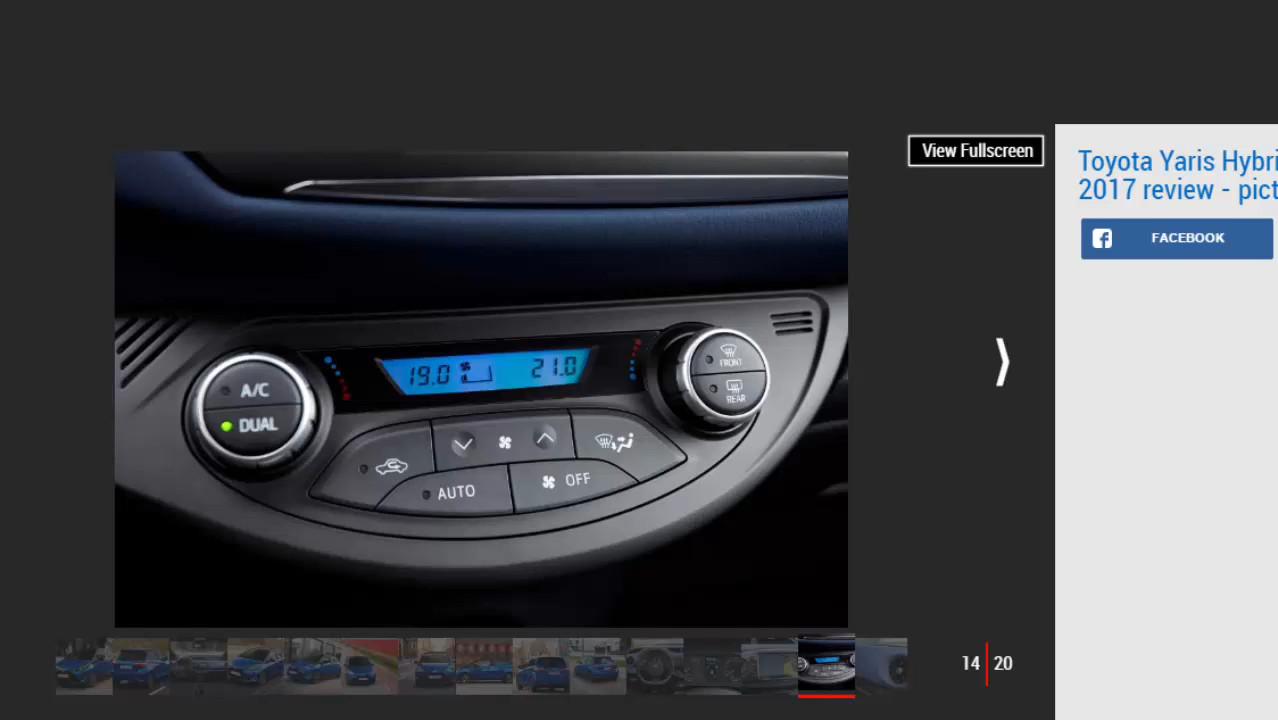 View Fullscreen
Toyota Yaris Hybri
2017 review - pict
FACEBOOK
19.0 21.0
FRONT
A/C
REAR
DUAL
AUTO
OFF
14 20